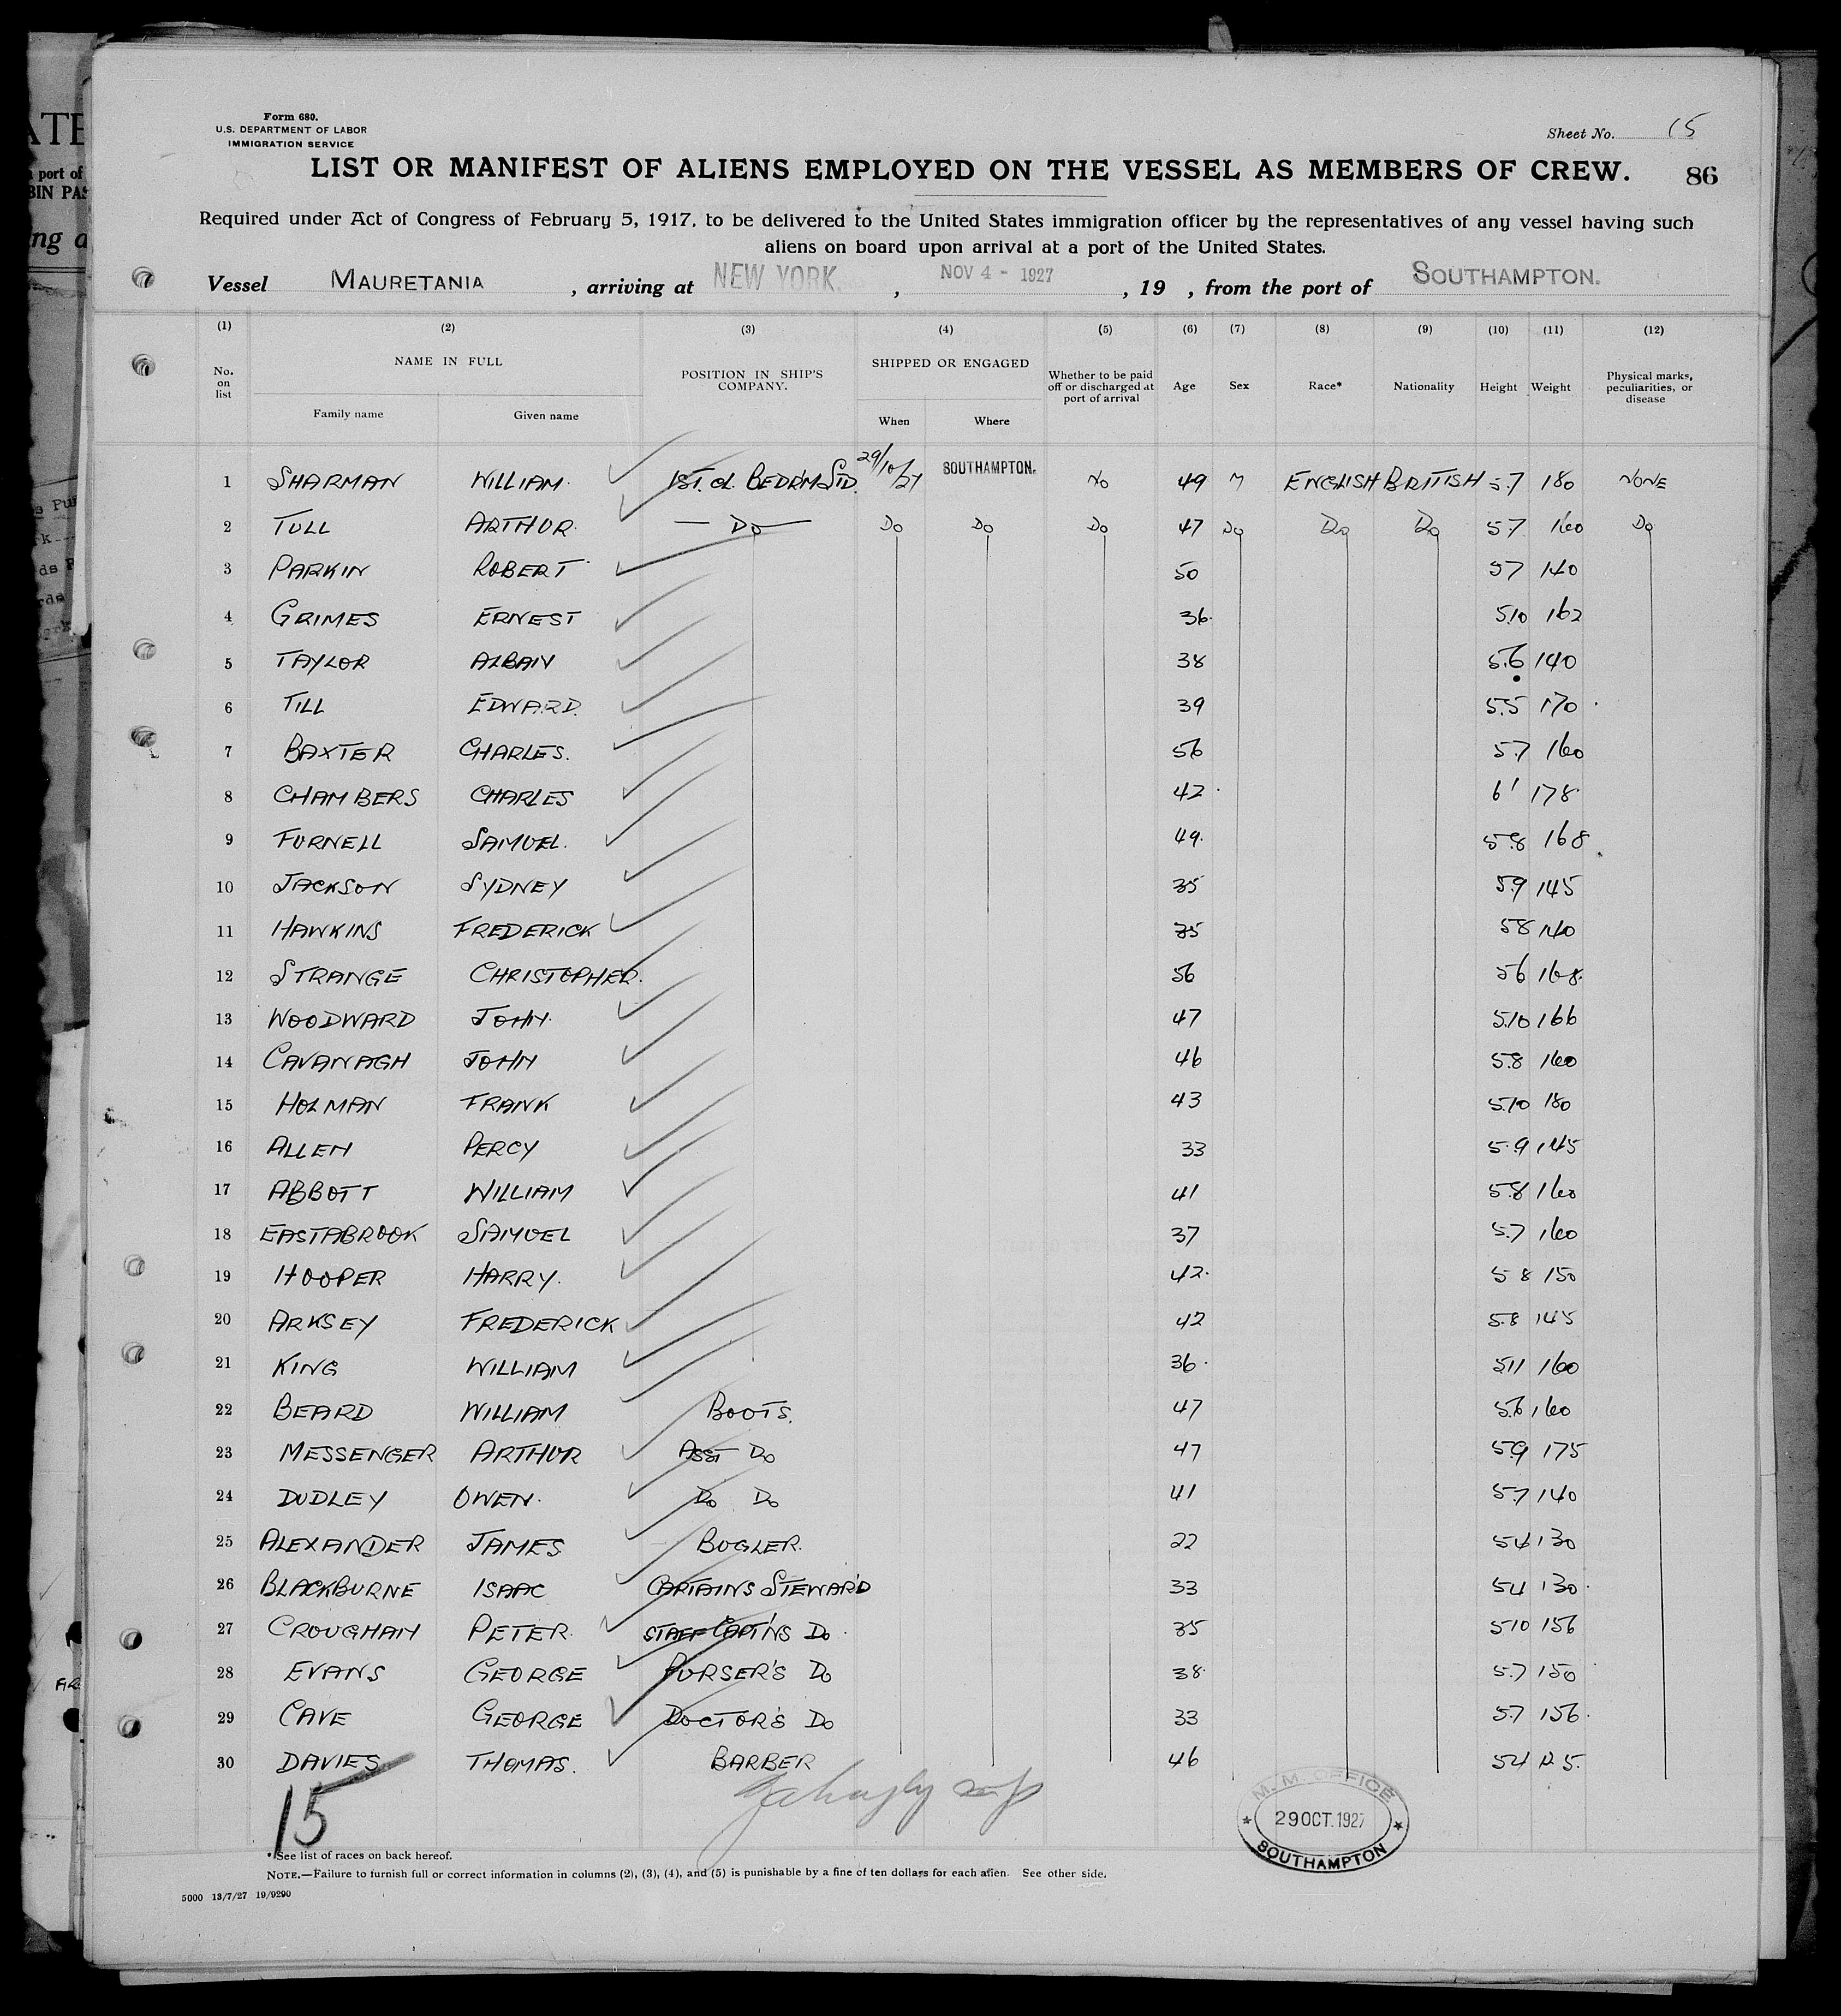 Form 680.
U.S. DEPARTMENT OF LABOR
IMMIGRATION SERVICE
Sheet No. 15
LIST OR MANIFEST OF ALIENS EMPLOYED ON THE VESSEL AS MEMBERS OF CREW.
86
Required under Act of Congress of February 5, 1917, to be delivered to the United States immigration officer by the representatives of any vessel having such
aliens on board upon arrival at a port of the United States.
Vessel MAURETANIA , arriving at NEW YORK. , NOV 4 - 1927 , 19 , from the port of SOUTHAMPTON.
(1) (2) (3) (4) (5) (6) (7) (8) (9) (10) (11) (12)
No. on list NAME IN FULL Family name Given name POSITION IN SHIP'S COMPANY. SHIPPED OR ENGAGED When Where Whether to be paid off or discharged at port of arrival Age Sex Race* Nationality Height Weight Physical marks, peculiarities, or disease
1 SHARMAN WILLIAM. 1ST. cl. BEDRM STD. 29/10/27 SOUTHAMPTON. No 49 M ENGLISH BRITISH 5.7 180 NONE
2 TULL ARTHUR. — Do — Do Do Do 47 Do Do Do 5.7 160 Do
3 PARKIN ROBERT 50 57 140
4 GRIMES ERNEST 36. 5.10 162
5 TAYLOR ALBAN 38 5.6 140
6 TILL EDWARD. 39 5.5 170
7 BAXTER CHARLES. 56 5.7 160
8 CHAMBERS CHARLES 42 6' 178
9 FURNELL SAMUEL. 49. 5.8 168
10 JACKSON SYDNEY 35 5.9 145
11 HAWKINS FREDERICK 35 58 140
12 STRANGE CHRISTOPHER. 56 56 168.
13 WOODWARD JOHN. 47 5.10 166
14 CAVANAGH JOHN 46 5.8 160
15 HOLMAN FRANK 43 5.10 180
16 ALLEN PERCY 33 5.9 145
17 ABBOTT WILLIAM 41 5.8 160
18 EASTABROOK SAMUEL 37 5.7 160
19 HOOPER HARRY. 42. 5 8 150
20 ARKSEY FREDERICK 42 5.8 145
21 KING WILLIAM 36. 511 160
22 BEARD WILLIAM BOOTS. 47 5.6 160
23 MESSENGER ARTHUR ASST Do 47 5.9 175
24 DUDLEY OWEN. Do Do 41 5.7 140
25 ALEXANDER JAMES BUGLER. 22 54 130
26 BLACKBURNE ISAAC CAPTAINS STEWARD 33 54 130.
27 CROUGHAN PETER. STAFF CAPT'NS Do. 35 510 156
28 EVANS GEORGE PURSER'S Do 38. 5.7 150
29 CAVE GEORGE DOCTOR'S Do 33 5.7 156.
30 DAVIES THOMAS. BARBER 46 54
15
M. M. OFFICE
29 OCT. 1927
SOUTHAMPTON
* See list of races on back hereof.
NOTE.—Failure to furnish full or correct information in columns (2), (3), (4), and (5) is punishable by a fine of ten dollars for each alien. See other side.
5000 13/7/27 19/9290